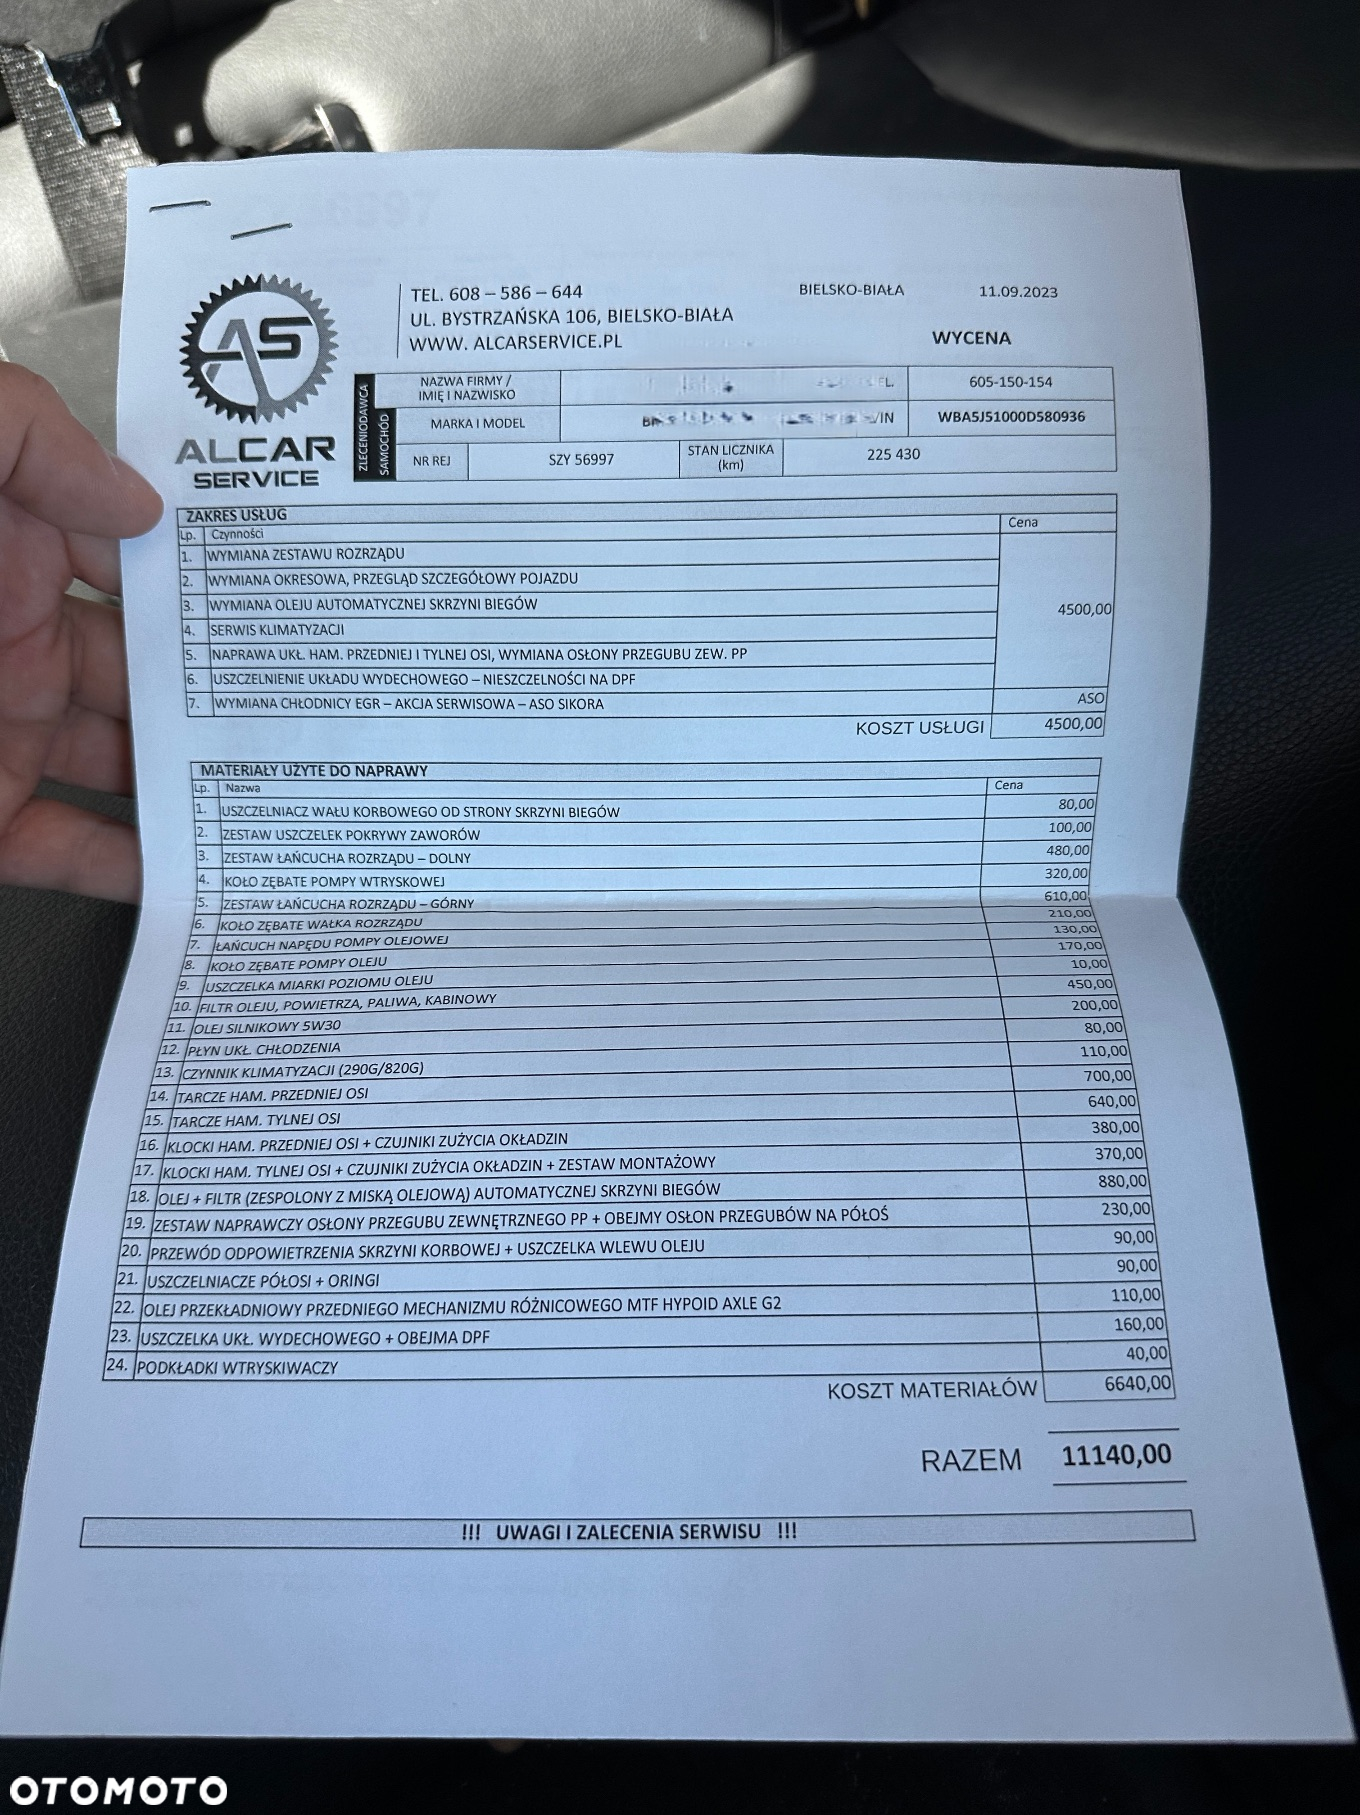 AS
ALCAR
SERVICE
TEL. 608 – 586 – 644
UL. BYSTRZAŃSKA 106, BIELSKO-BIAŁA
WWW. ALCARSERVICE.PL
BIELSKO-BIAŁA 11.09.2023
WYCENA
ZLECENIODAWCA
SAMOCHÓD
NAZWA FIRMY / IMIĘ I NAZWISKO 605-150-154
MARKA I MODEL WBA5J51000D580936
NR REJ SZY 56997 STAN LICZNIKA (km) 225 430
ZAKRES USŁUG
Lp. Czynności Cena
1. WYMIANA ZESTAWU ROZRZĄDU
2. WYMIANA OKRESOWA, PRZEGLĄD SZCZEGÓŁOWY POJAZDU
3. WYMIANA OLEJU AUTOMATYCZNEJ SKRZYNI BIEGÓW 4500,00
4. SERWIS KLIMATYZACJI
5. NAPRAWA UKŁ. HAM. PRZEDNIEJ I TYLNEJ OSI, WYMIANA OSŁONY PRZEGUBU ZEW. PP
6. USZCZELNIENIE UKŁADU WYDECHOWEGO – NIESZCZELNOŚCI NA DPF
7. WYMIANA CHŁODNICY EGR – AKCJA SERWISOWA – ASO SIKORA ASO
KOSZT USŁUGI 4500,00
MATERIAŁY UŻYTE DO NAPRAWY
Lp. Nazwa Cena
1. USZCZELNIACZ WAŁU KORBOWEGO OD STRONY SKRZYNI BIEGÓW 80,00
2. ZESTAW USZCZELEK POKRYWY ZAWORÓW 100,00
3. ZESTAW ŁAŃCUCHA ROZRZĄDU – DOLNY 480,00
4. KOŁO ZĘBATE POMPY WTRYSKOWEJ 320,00
5. ZESTAW ŁAŃCUCHA ROZRZĄDU – GÓRNY 610,00
6. KOŁO ZĘBATE WAŁKA ROZRZĄDU 210,00
7. ŁAŃCUCH NAPĘDU POMPY OLEJOWEJ 130,00
8. KOŁO ZĘBATE POMPY OLEJU 170,00
9. USZCZELKA MIARKI POZIOMU OLEJU 10,00
10. FILTR OLEJU, POWIETRZA, PALIWA, KABINOWY 450,00
11. OLEJ SILNIKOWY 5W30 200,00
12. PŁYN UKŁ. CHŁODZENIA 80,00
13. CZYNNIK KLIMATYZACJI (290G/820G) 110,00
14. TARCZE HAM. PRZEDNIEJ OSI 700,00
15. TARCZE HAM. TYLNEJ OSI 640,00
16. KLOCKI HAM. PRZEDNIEJ OSI + CZUJNIKI ZUŻYCIA OKŁADZIN 380,00
17. KLOCKI HAM. TYLNEJ OSI + CZUJNIKI ZUŻYCIA OKŁADZIN + ZESTAW MONTAŻOWY 370,00
18. OLEJ + FILTR (ZESPOLONY Z MISKĄ OLEJOWĄ) AUTOMATYCZNEJ SKRZYNI BIEGÓW 880,00
19. ZESTAW NAPRAWCZY OSŁONY PRZEGUBU ZEWNĘTRZNEGO PP + OBEJMY OSŁON PRZEGUBÓW NA PÓŁOŚ 230,00
20. PRZEWÓD ODPOWIETRZENIA SKRZYNI KORBOWEJ + USZCZELKA WLEWU OLEJU 90,00
21. USZCZELNIACZE PÓŁOSI + ORINGI 90,00
22. OLEJ PRZEKŁADNIOWY PRZEDNIEGO MECHANIZMU RÓŻNICOWEGO MTF HYPOID AXLE G2 110,00
23. USZCZELKA UKŁ. WYDECHOWEGO + OBEJMA DPF 160,00
24. PODKŁADKI WTRYSKIWACZY 40,00
KOSZT MATERIAŁÓW 6640,00
RAZEM 11140,00
!!! UWAGI I ZALECENIA SERWISU !!!
OTOMOTO